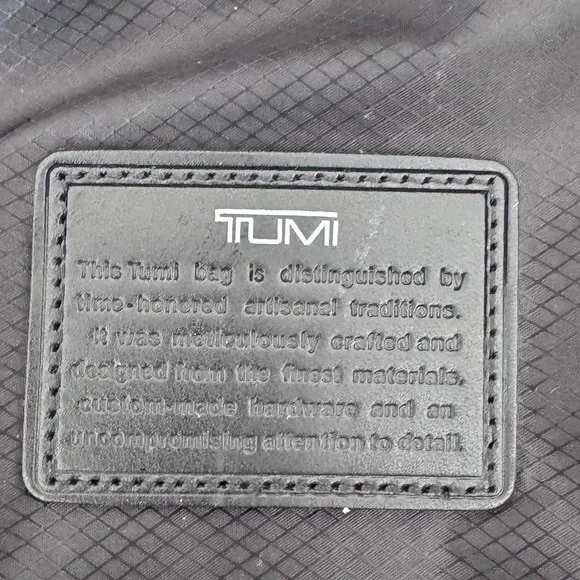 TUMI
This Tumi bag is distinguished by
time-honored artisanal traditions.
It was meticulously crafted and
designed from the finest materials,
custom-made hardware and an
uncompromising attention to detail.